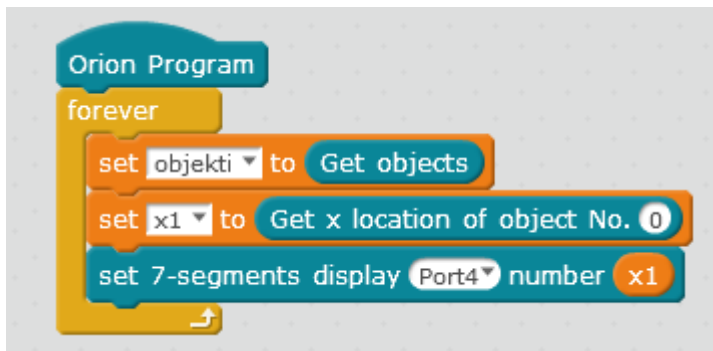 Orion Program
forever
set objekti to Get objects
set x1 to Get x location of object No. 0
set 7-segments display Port4 number x1